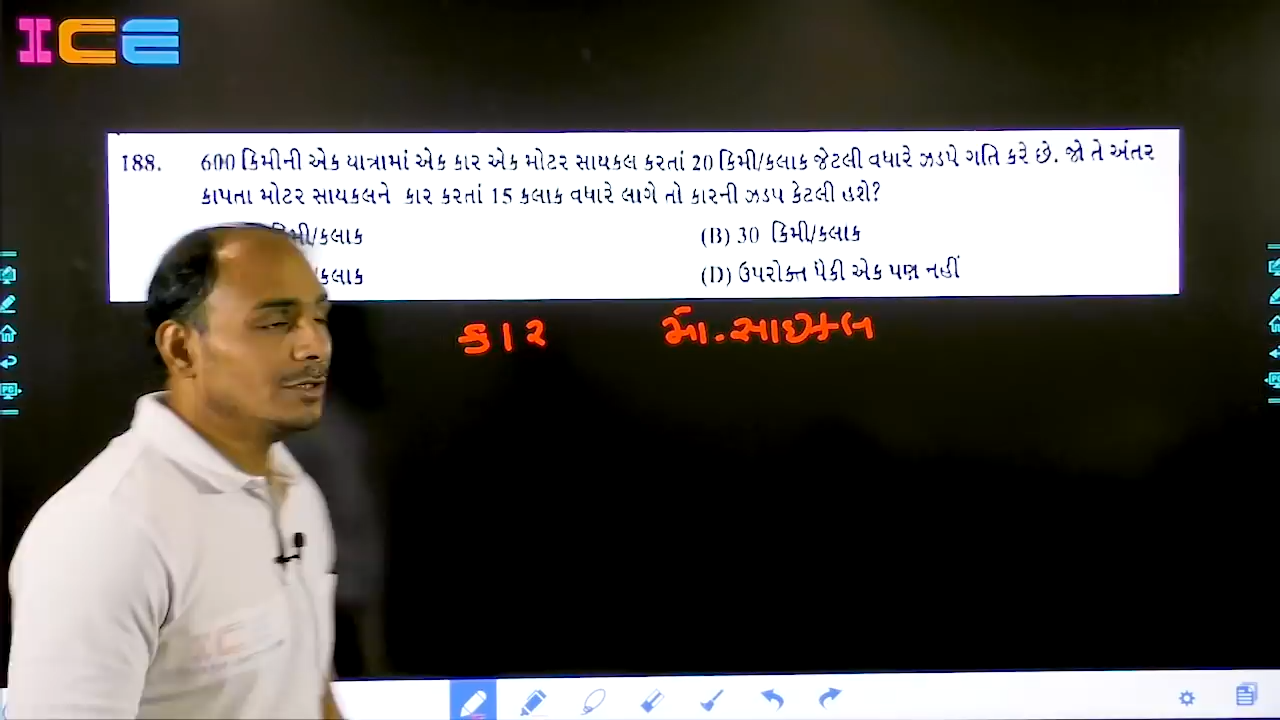 ICE
188. 600 કિમીની એક યાત્રામાં એક કાર એક મોટર સાયકલ કરતાં 20 કિમી/કલાક જેટલી વધારે ઝડપે ગતિ કરે છે. જો તે અંતર
કાપતા મોટર સાયકલને કાર કરતાં 15 કલાક વધારે લાગે તો કારની ઝડપ કેટલી હશે?
કિમી/કલાક (B) 30 કિમી/કલાક
/કલાક (D) ઉપરોક્ત પૈકી એક પણ નહીં
કાર મો.સાઇકલ